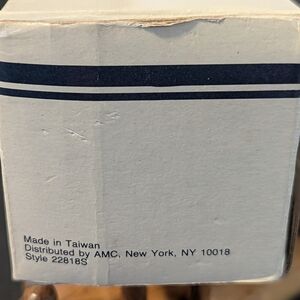 Made in Taiwan
Distributed by AMC, New York, NY 10018
Style 22818S